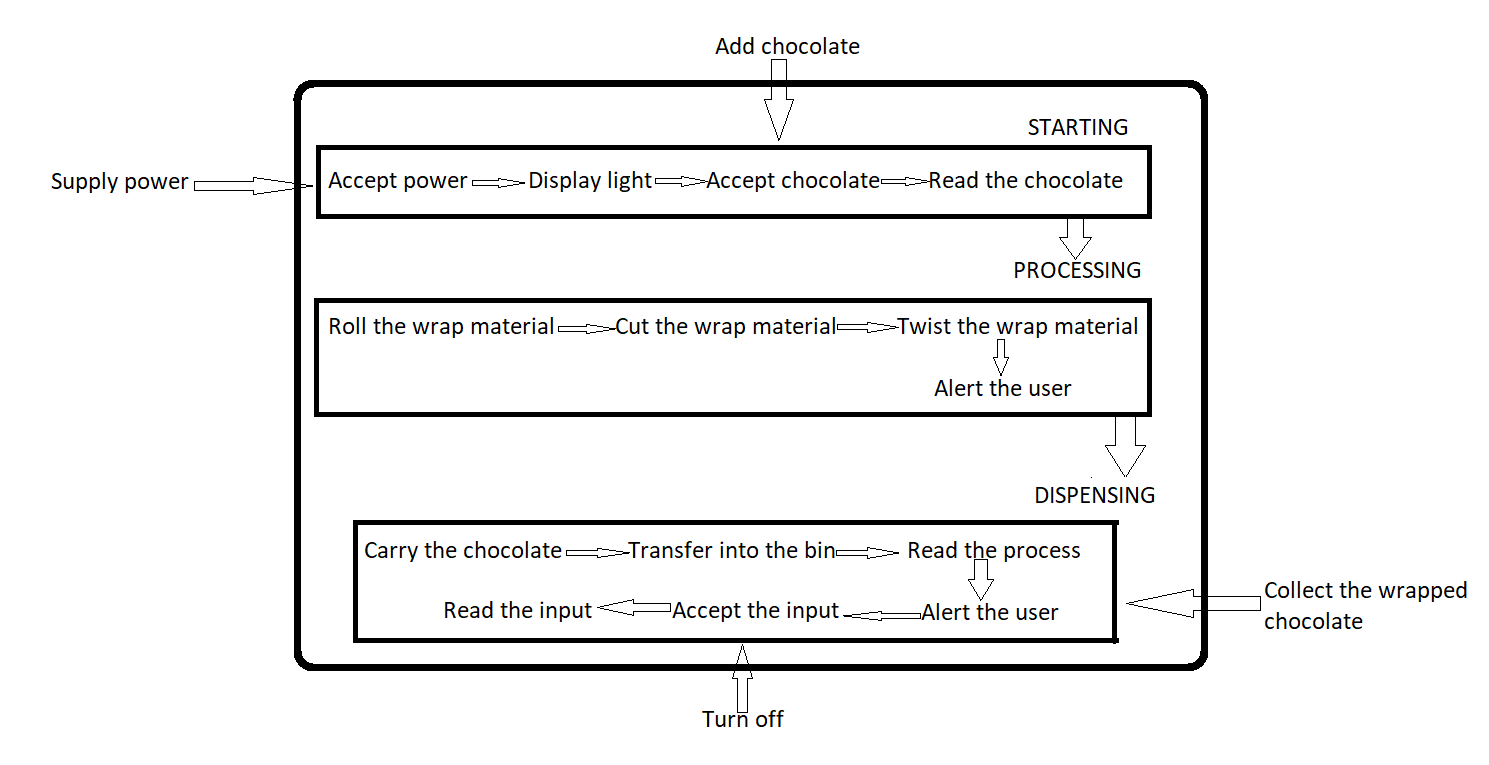 Add chocolate
STARTING
Supply power
Accept power
Display light
Accept chocolate
Read the chocolate
PROCESSING
Roll the wrap material
Cut the wrap material
Twist the wrap material
Alert the user
DISPENSING
Carry the chocolate
Transfer into the bin
Read the process
Read the input
Accept the input
Alert the user
Collect the wrapped
chocolate
Turn off